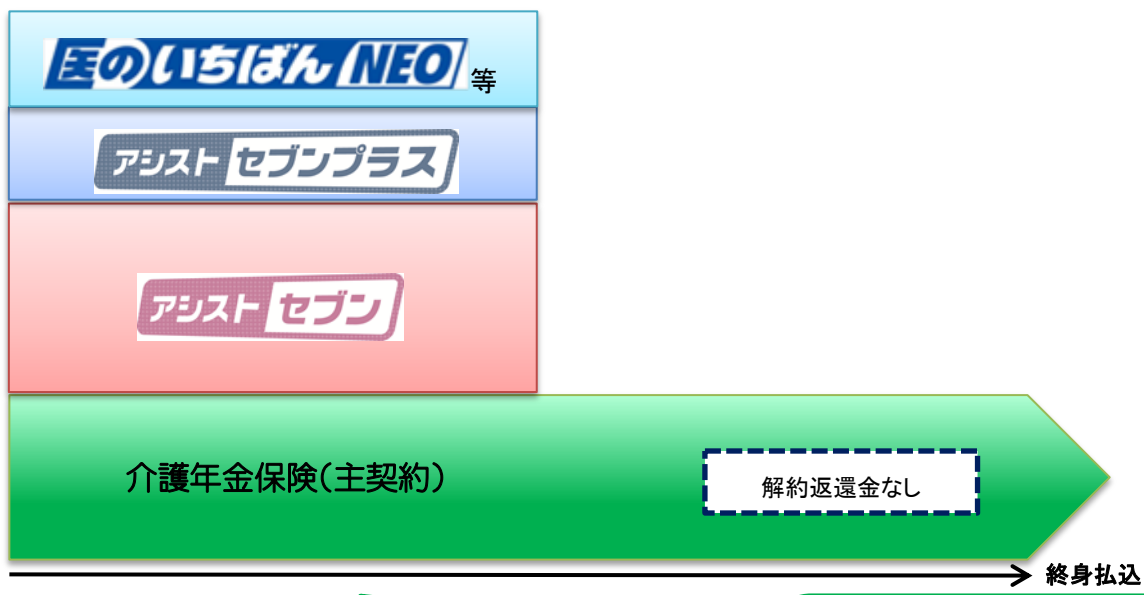 医のいちばんNEO 等
アシスト セブンプラス
アシスト セブン
介護年金保険(主契約)
解約返還金なし
終身払込